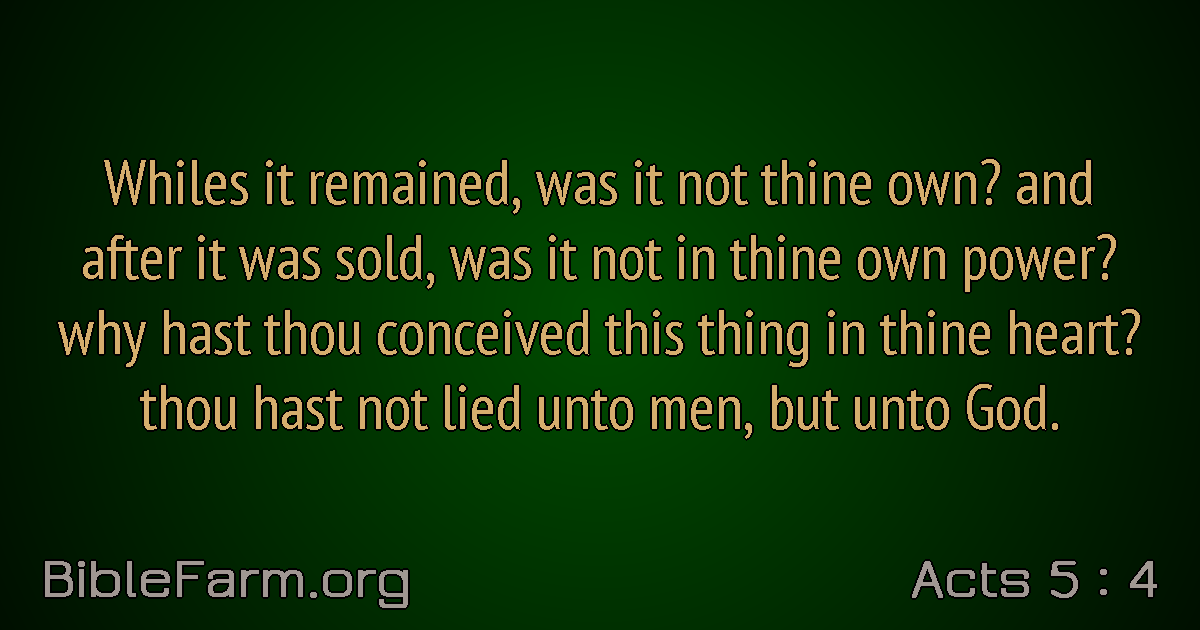 Whiles it remained, was it not thine own? and
after it was sold, was it not in thine own power?
why hast thou conceived this thing in thine heart?
thou hast not lied unto men, but unto God.
BibleFarm.org
Acts 5 : 4